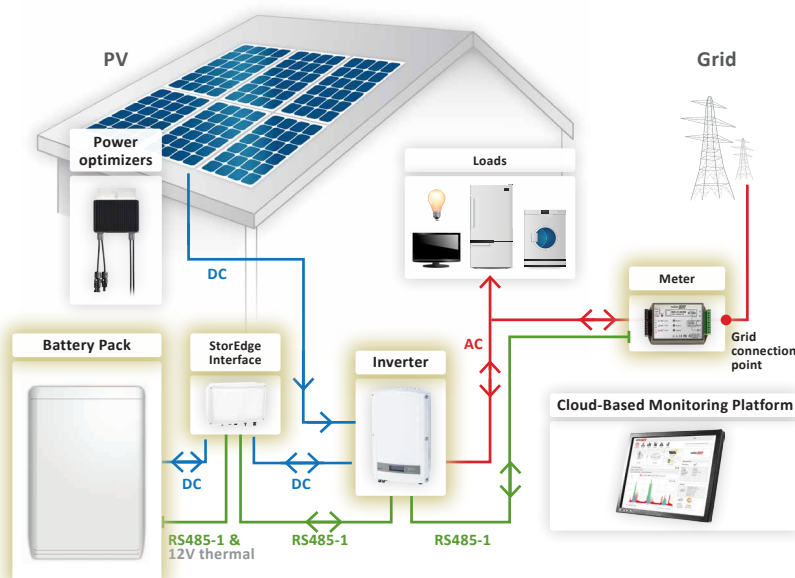 PV
Grid
Power
optimizers
Loads
DC
Meter
Battery Pack
StorEdge
Interface
Inverter
AC
Grid
connection
point
Cloud-Based Monitoring Platform
DC
DC
RS485-1 &
12V thermal
RS485-1
RS485-1